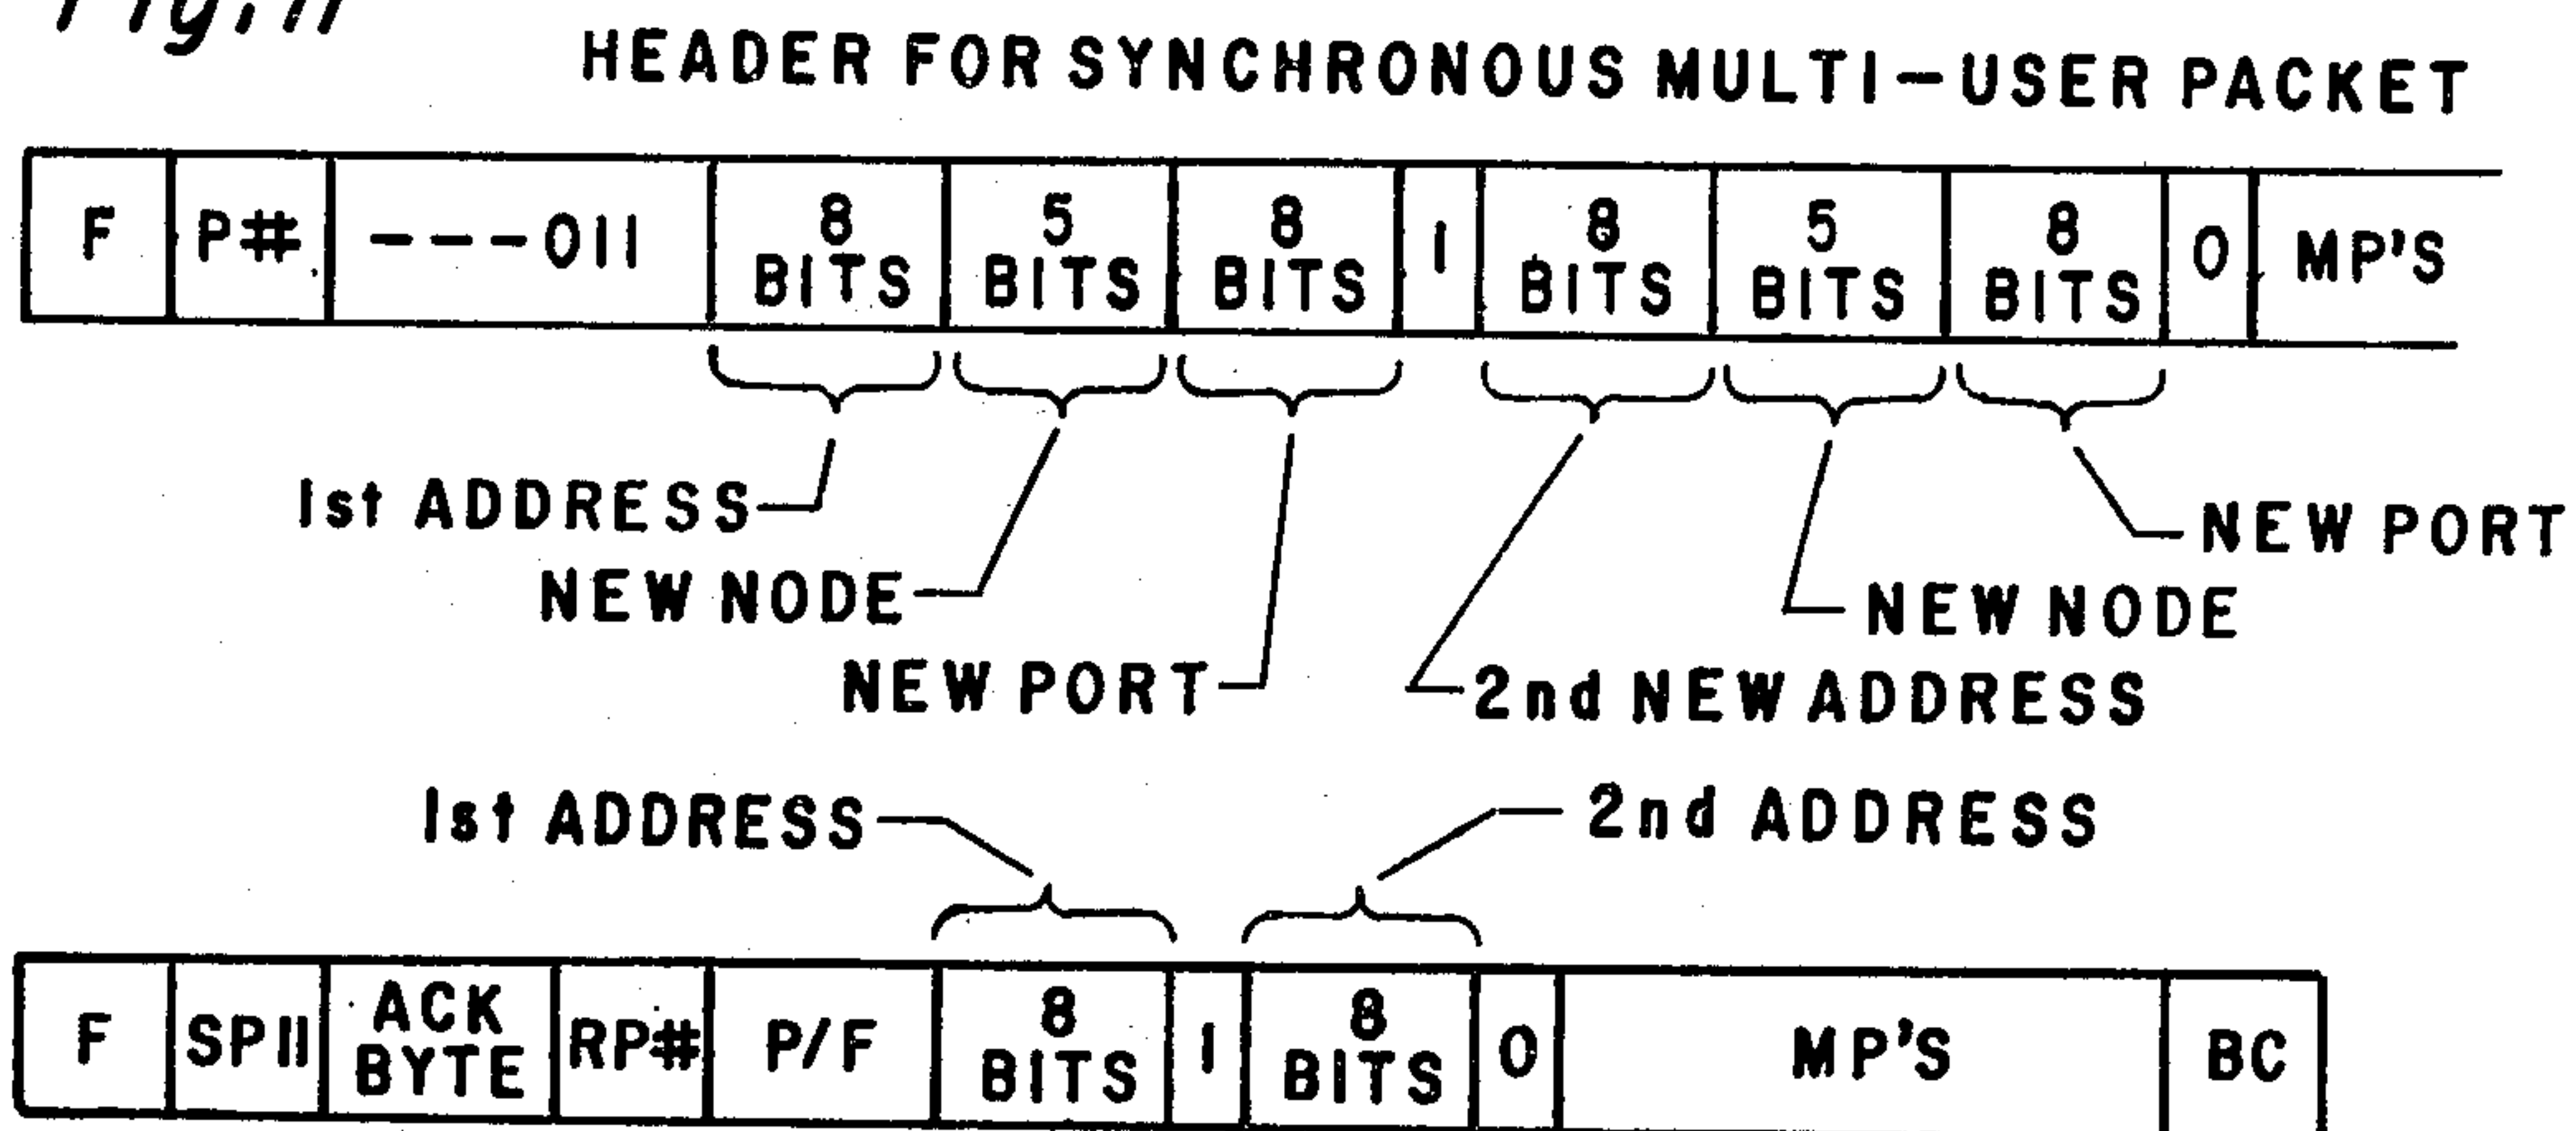 Fig. 11
HEADER FOR SYNCHRONOUS MULTI-USER PACKET
F P# ---011 8 BITS 5 BITS 8 BITS 1 8 BITS 5 BITS 8 BITS 0 MP'S
1st ADDRESS
NEW PORT
NEW NODE
NEW NODE
NEW PORT
2nd NEW ADDRESS
1st ADDRESS
2nd ADDRESS
F SP11 ACK BYTE RP# P/F 8 BITS 1 8 BITS 0 MP'S BC